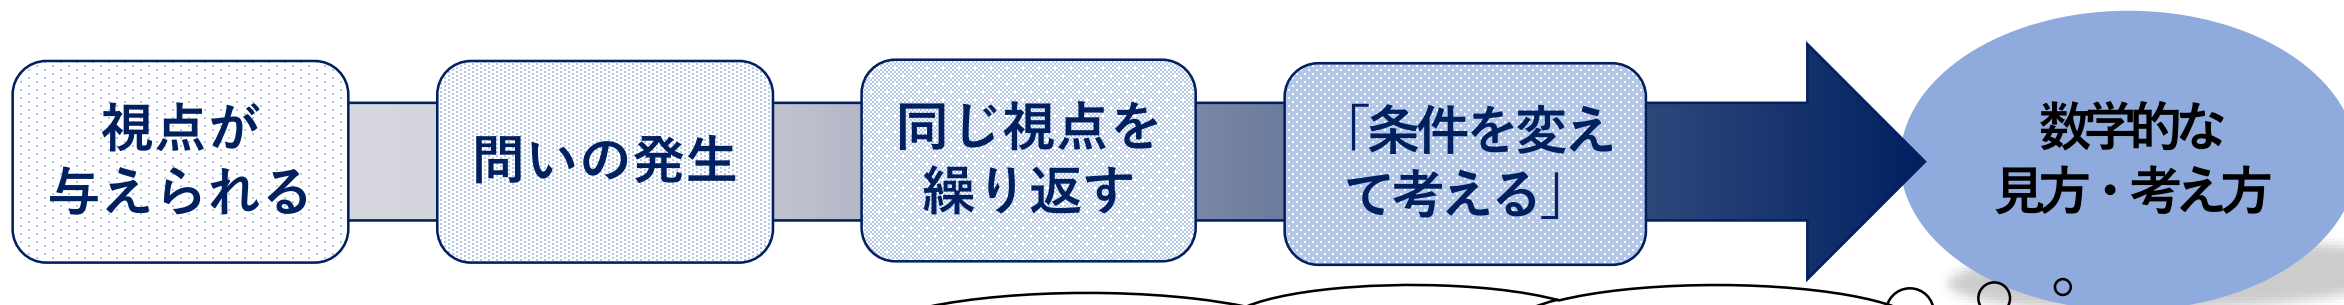 視点が
与えられる
問いの発生
同じ視点を
繰り返す
「条件を変え
て考える」
数学的な
見方・考え方